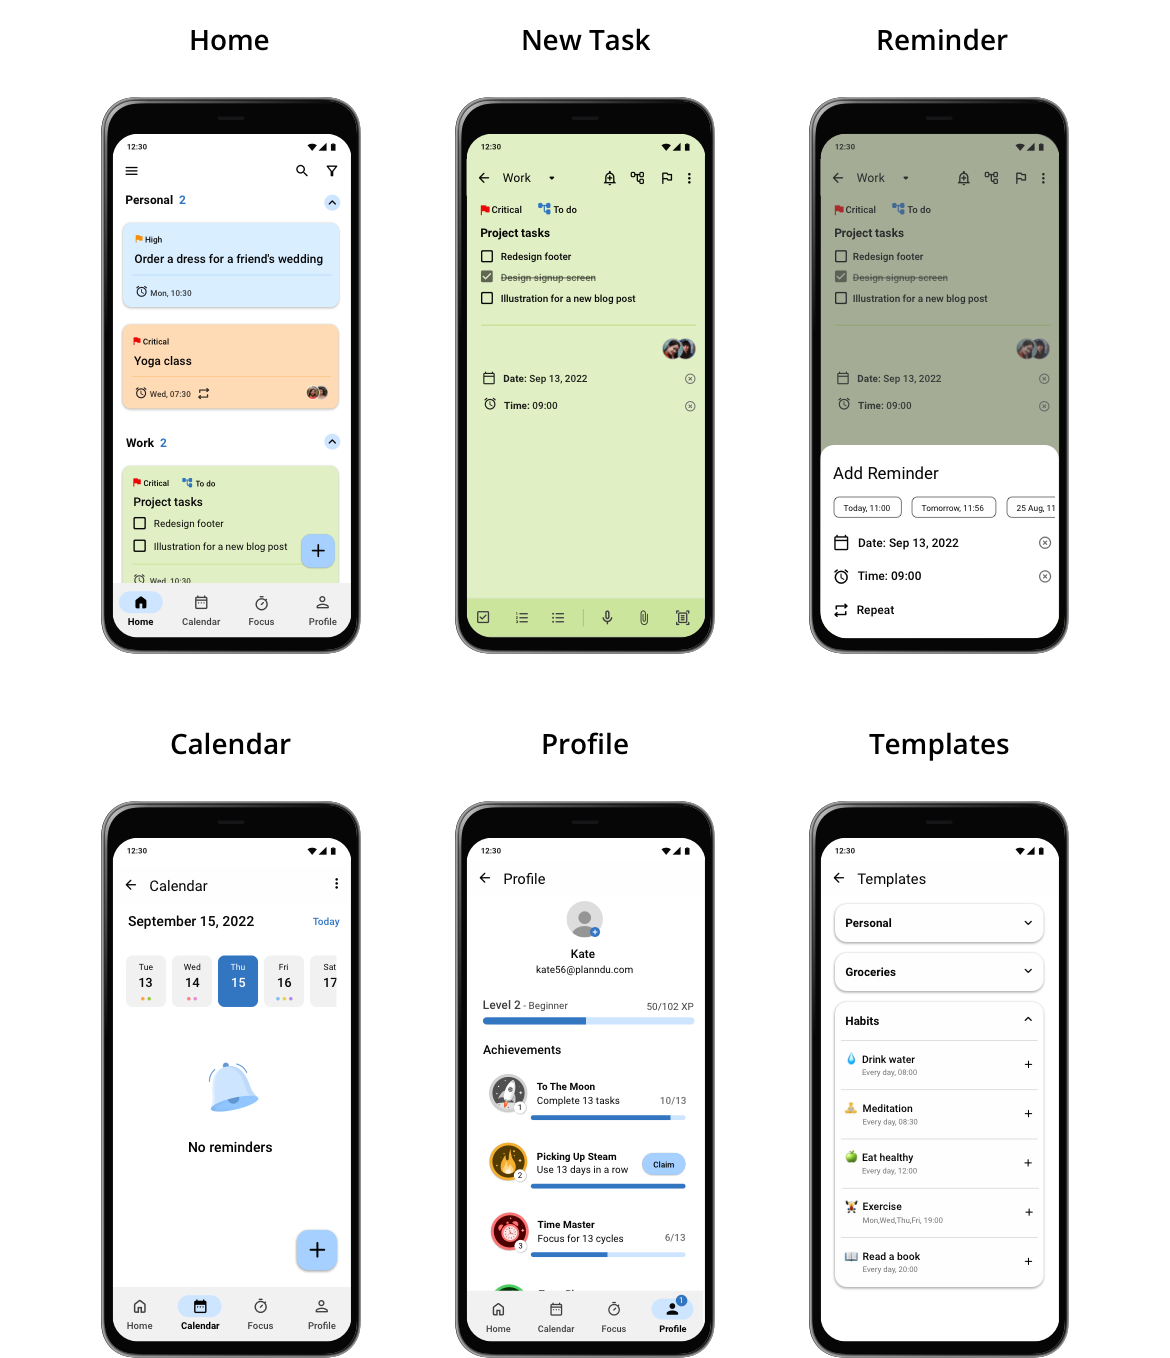 Home
New Task
Reminder
12:30
Personal 2
High
Order a dress for a friend's wedding
Mon, 10:30
Critical
Yoga class
Wed, 07:30
Work 2
Critical To do
Project tasks
Redesign footer
Illustration for a new blog post
Wed, 10:30
Home Calendar Focus Profile
12:30
Work
Critical To do
Project tasks
Redesign footer
Design signup screen
Illustration for a new blog post
Date: Sep 13, 2022
Time: 09:00
12:30
Work
Critical To do
Project tasks
Redesign footer
Design signup screen
Illustration for a new blog post
Date: Sep 13, 2022
Time: 09:00
Add Reminder
Today, 11:00 Tomorrow, 11:56 25 Aug, 11
Date: Sep 13, 2022
Time: 09:00
Repeat
Calendar
Profile
Templates
12:30
Calendar
September 15, 2022 Today
Tue Wed Thu Fri Sat
13 14 15 16 17
No reminders
Home Calendar Focus Profile
12:30
Profile
Kate
kate56@planndu.com
Level 2 - Beginner 50/102 XP
Achievements
To The Moon
Complete 13 tasks 10/13
1
Picking Up Steam
Use 13 days in a row Claim
2
Time Master
Focus for 13 cycles 6/13
3
1
Home Calendar Focus Profile
12:30
Templates
Personal
Groceries
Habits
Drink water
Every day, 08:00
Meditation
Every day, 08:30
Eat healthy
Every day, 12:00
Exercise
Mon,Wed,Thu,Fri, 19:00
Read a book
Every day, 20:00